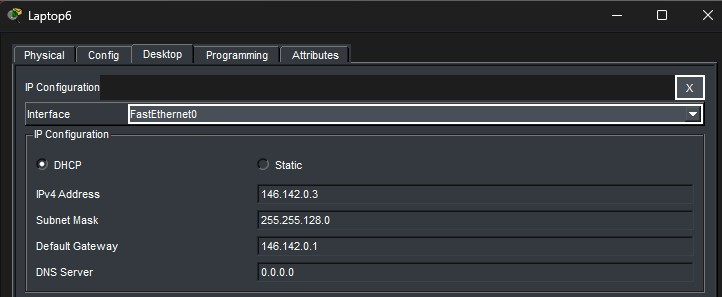 Laptop6
Physical Config Desktop Programming Attributes
IP Configuration X
Interface FastEthernet0
IP Configuration
DHCP Static
IPv4 Address 146.142.0.3
Subnet Mask 255.255.128.0
Default Gateway 146.142.0.1
DNS Server 0.0.0.0